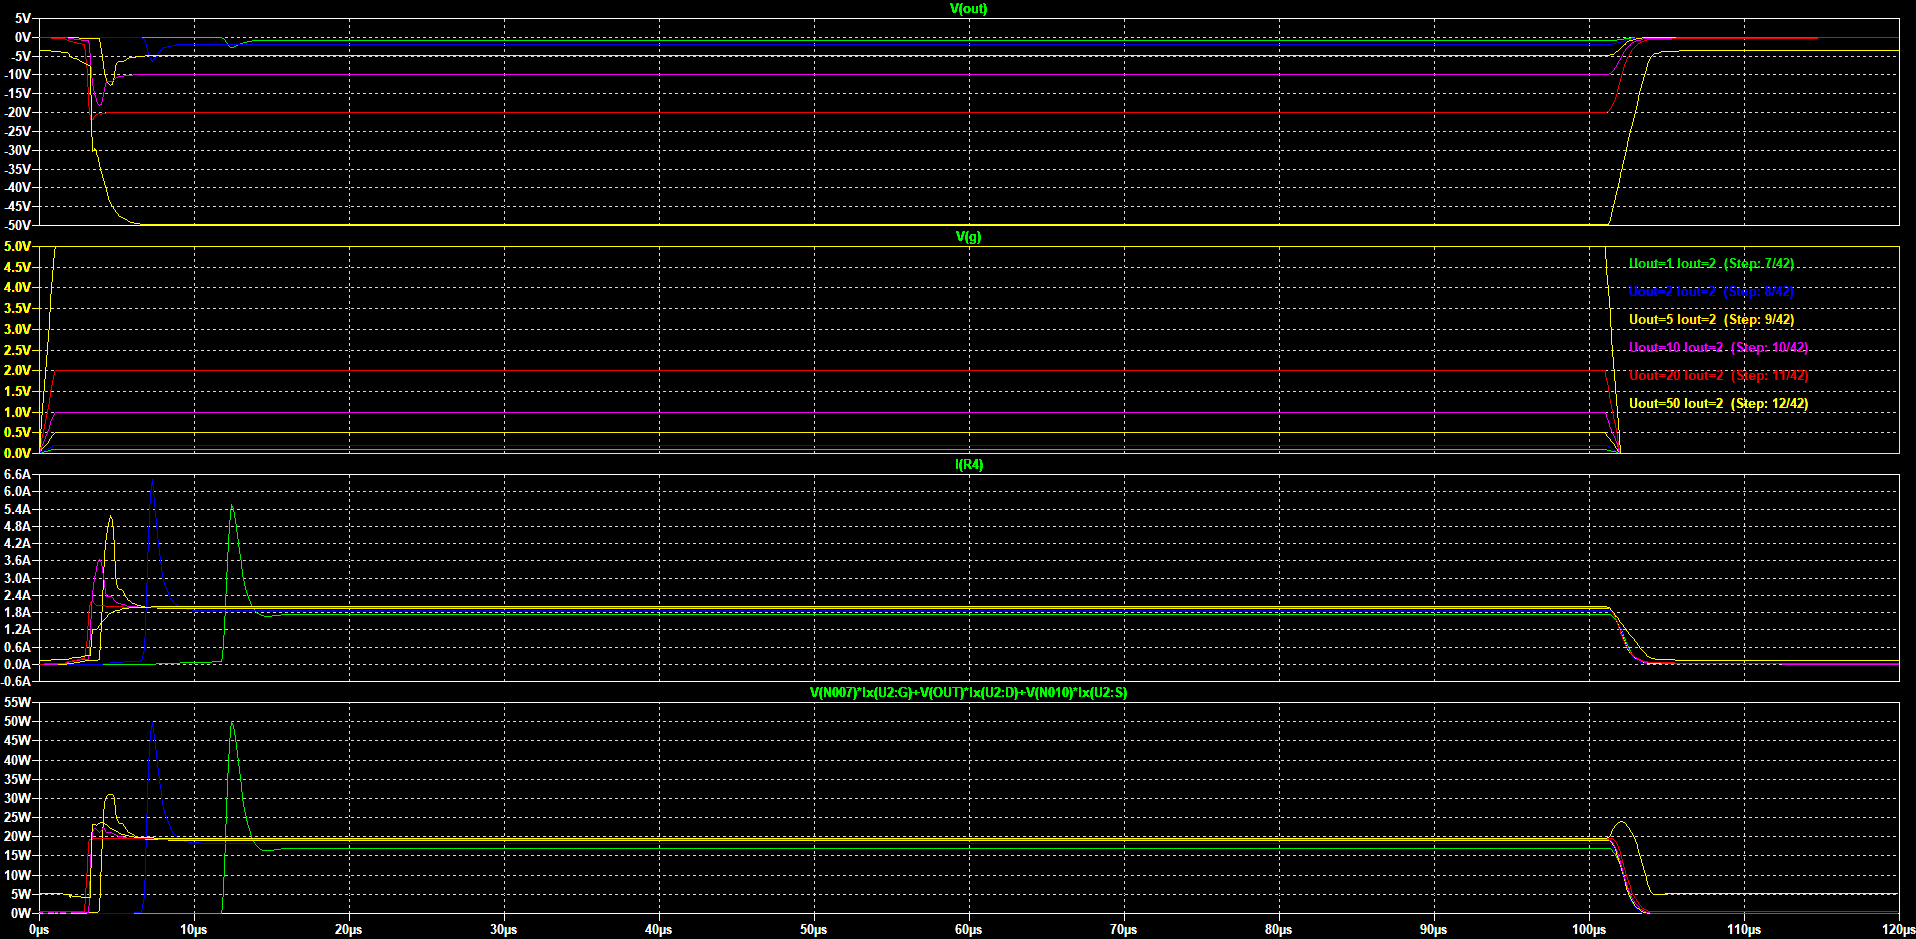 V(out)
5V
0V
-5V
-10V
-15V
-20V
-25V
-30V
-35V
-40V
-45V
-50V
V(g)
5.0V
4.5V
4.0V
3.5V
3.0V
2.5V
2.0V
1.5V
1.0V
0.5V
0.0V
Uout=1 Iout=2 (Step: 7/42)
Uout=2 Iout=2 (Step: 8/42)
Uout=5 Iout=2 (Step: 9/42)
Uout=10 Iout=2 (Step: 10/42)
Uout=20 Iout=2 (Step: 11/42)
Uout=50 Iout=2 (Step: 12/42)
I(R4)
6.6A
6.0A
5.4A
4.8A
4.2A
3.6A
3.0A
2.4A
1.8A
1.2A
0.6A
0.0A
-0.6A
V(N007)*Ix(U2:G)+V(OUT)*Ix(U2:D)+V(N010)*Ix(U2:S)
55W
50W
45W
40W
35W
30W
25W
20W
15W
10W
5W
0W
0µs 10µs 20µs 30µs 40µs 50µs 60µs 70µs 80µs 90µs 100µs 110µs 120µs